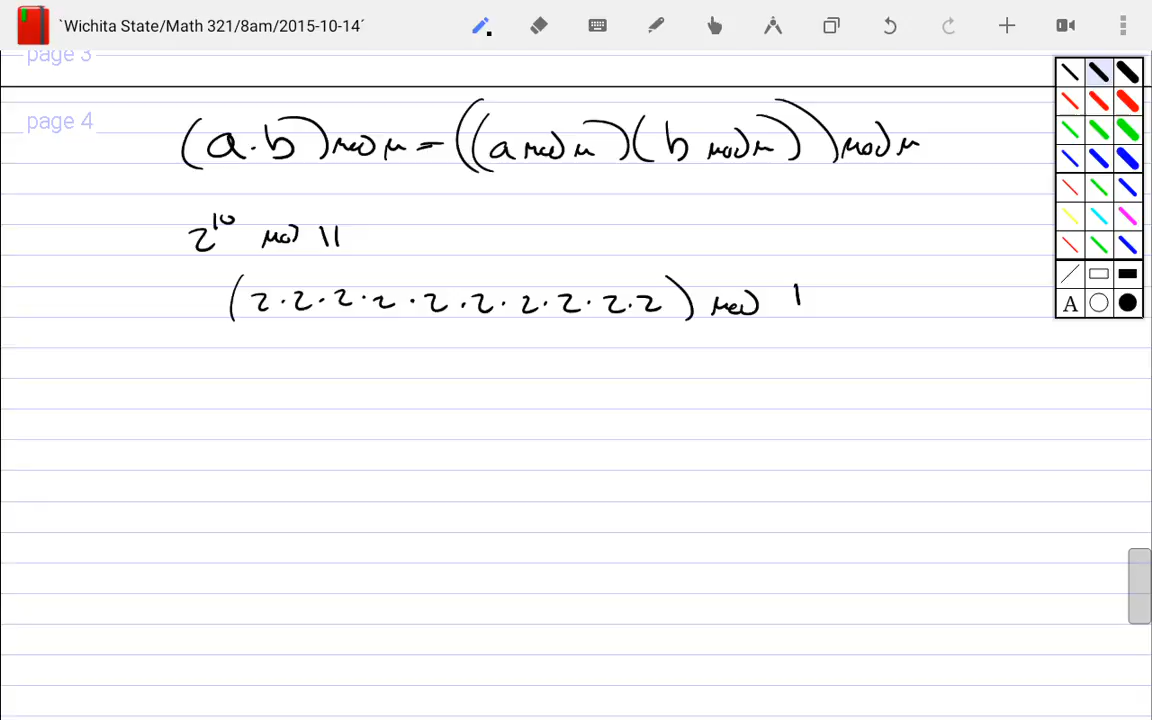 `Wichita State/Math 321/8am/2015-10-14´
page 3
page 4
(a·b) mod n = ((a mod n)(b mod n)) mod n
2^10 mod 11
(2·2·2·2·2·2·2·2·2·2) mod 1
A